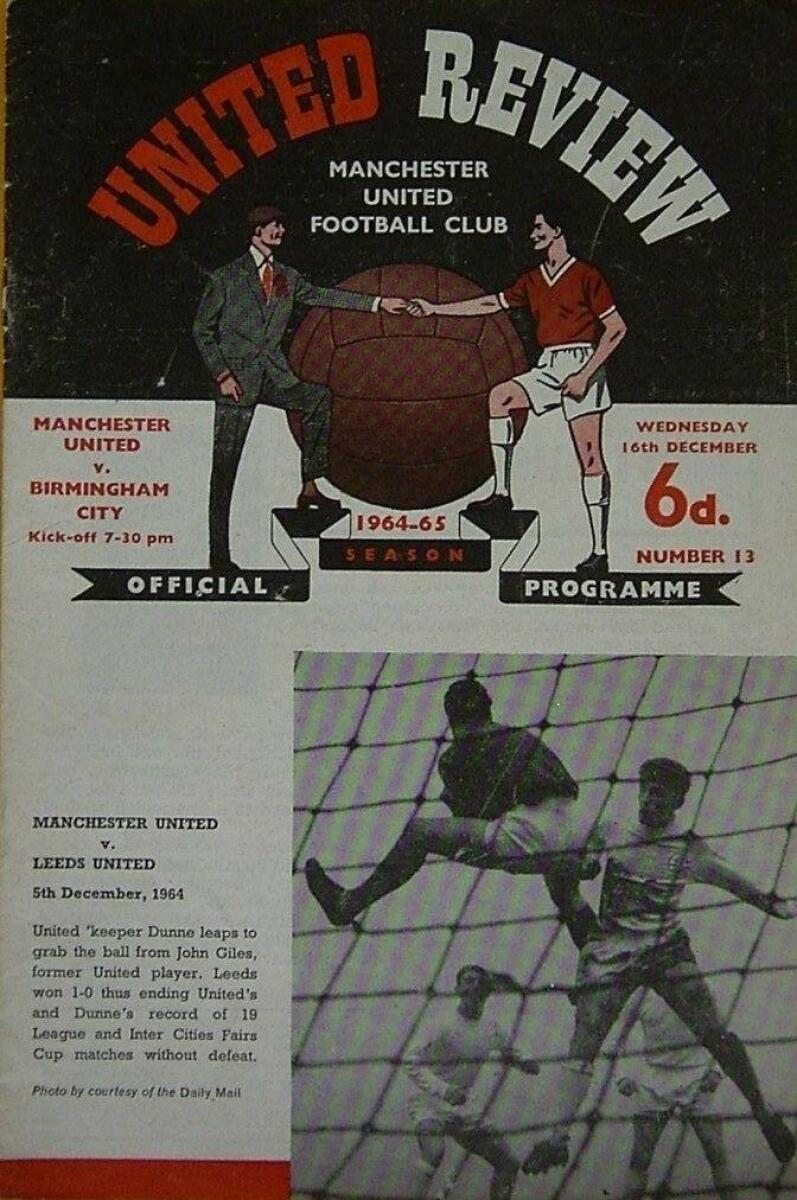 UNITED REVIEW
MANCHESTER
UNITED
FOOTBALL CLUB
MANCHESTER
UNITED
v.
BIRMINGHAM
CITY
Kick-off 7-30 pm
WEDNESDAY
16th DECEMBER
6d.
NUMBER 13
1964-65
SEASON
OFFICIAL
PROGRAMME
MANCHESTER UNITED
v.
LEEDS UNITED
5th December, 1964
United 'keeper Dunne leaps to
grab the ball from John Giles,
former United player. Leeds
won 1-0 thus ending United's
and Dunne's record of 19
League and Inter Cities Fairs
Cup matches without defeat.
Photo by courtesy of the Daily Mail